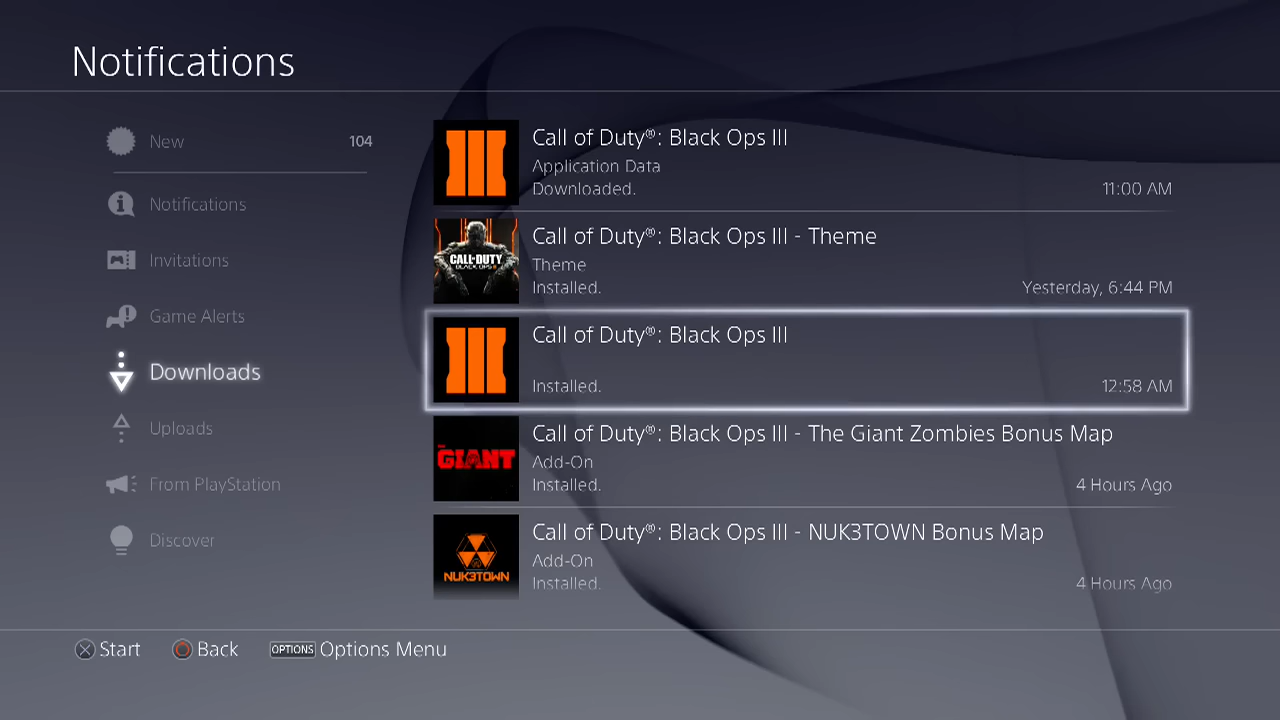 Notifications
New 104
Notifications
Invitations
Game Alerts
Downloads
Uploads
From PlayStation
Discover
Call of Duty®: Black Ops III
Application Data
Downloaded. 11:00 AM
CALL·DUTY
BLACK OPS III
Call of Duty®: Black Ops III - Theme
Theme
Installed. Yesterday, 6:44 PM
Call of Duty®: Black Ops III
Installed. 12:58 AM
GIANT
Call of Duty®: Black Ops III - The Giant Zombies Bonus Map
Add-On
Installed. 4 Hours Ago
NUK3TOWN
Call of Duty®: Black Ops III - NUK3TOWN Bonus Map
Add-On
Installed. 4 Hours Ago
Start Back OPTIONS Options Menu